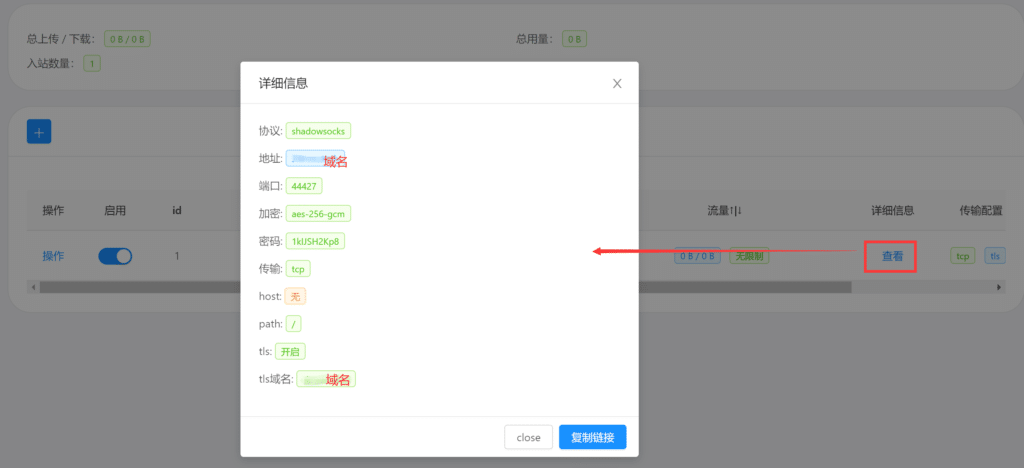 总上传 / 下载： 0 B / 0 B 总用量： 0 B
入站数量： 1
详细信息
协议: shadowsocks
地址: 域名
端口: 44427
加密: aes-256-gcm
密码: 1kIJSH2Kp8
传输: tcp
host: 无
path: /
tls: 开启
tls域名: 域名
close 复制链接
+
操作 启用 id 流量↑|↓ 详细信息 传输配置
操作 1 0 B / 0 B 无限制 查看 tcp tls